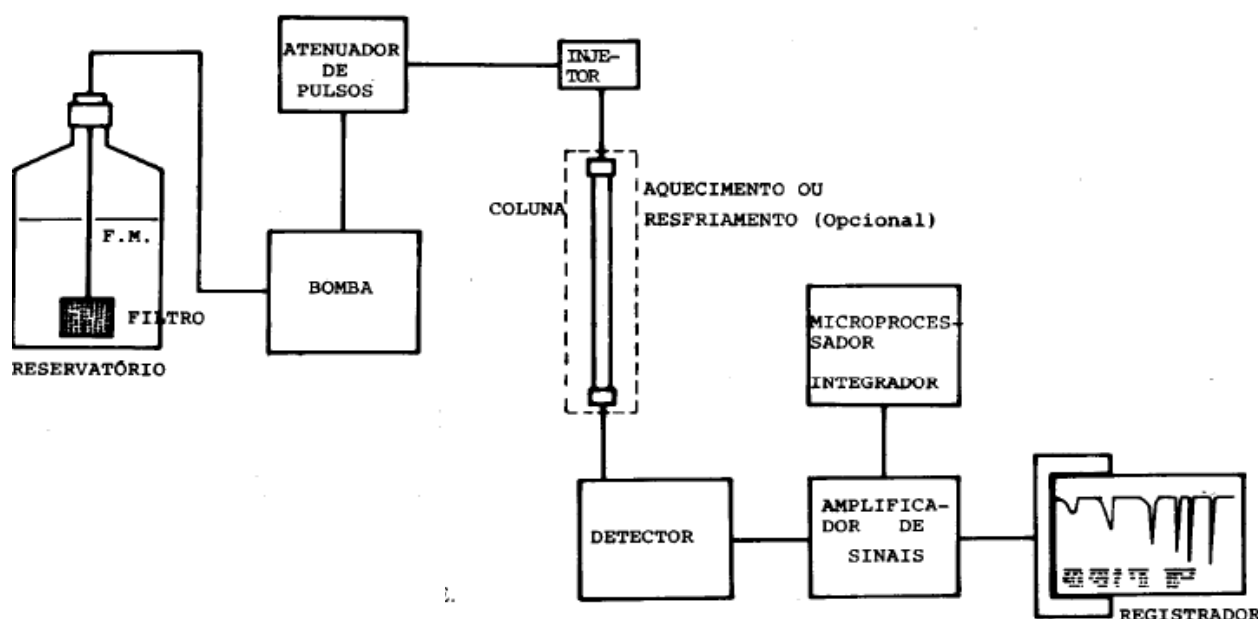 ATENUADOR
DE
PULSOS
INJE-
TOR
F.M.
FILTRO
RESERVATÓRIO
BOMBA
COLUNA
AQUECIMENTO OU
RESFRIAMENTO (Opcional)
MICROPROCES-
SADOR
INTEGRADOR
DETECTOR
AMPLIFICA-
DOR DE
SINAIS
REGISTRADOR